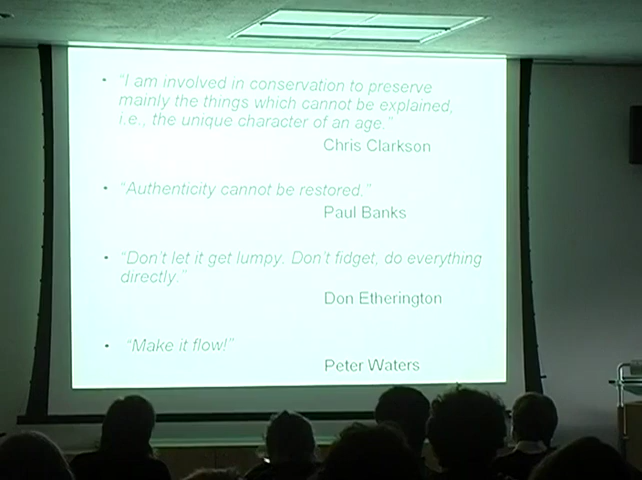 • "I am involved in conservation to preserve
mainly the things which cannot be explained,
i.e., the unique character of an age."
Chris Clarkson
• "Authenticity cannot be restored."
Paul Banks
• "Don't let it get lumpy. Don't fidget, do everything
directly."
Don Etherington
• "Make it flow!"
Peter Waters